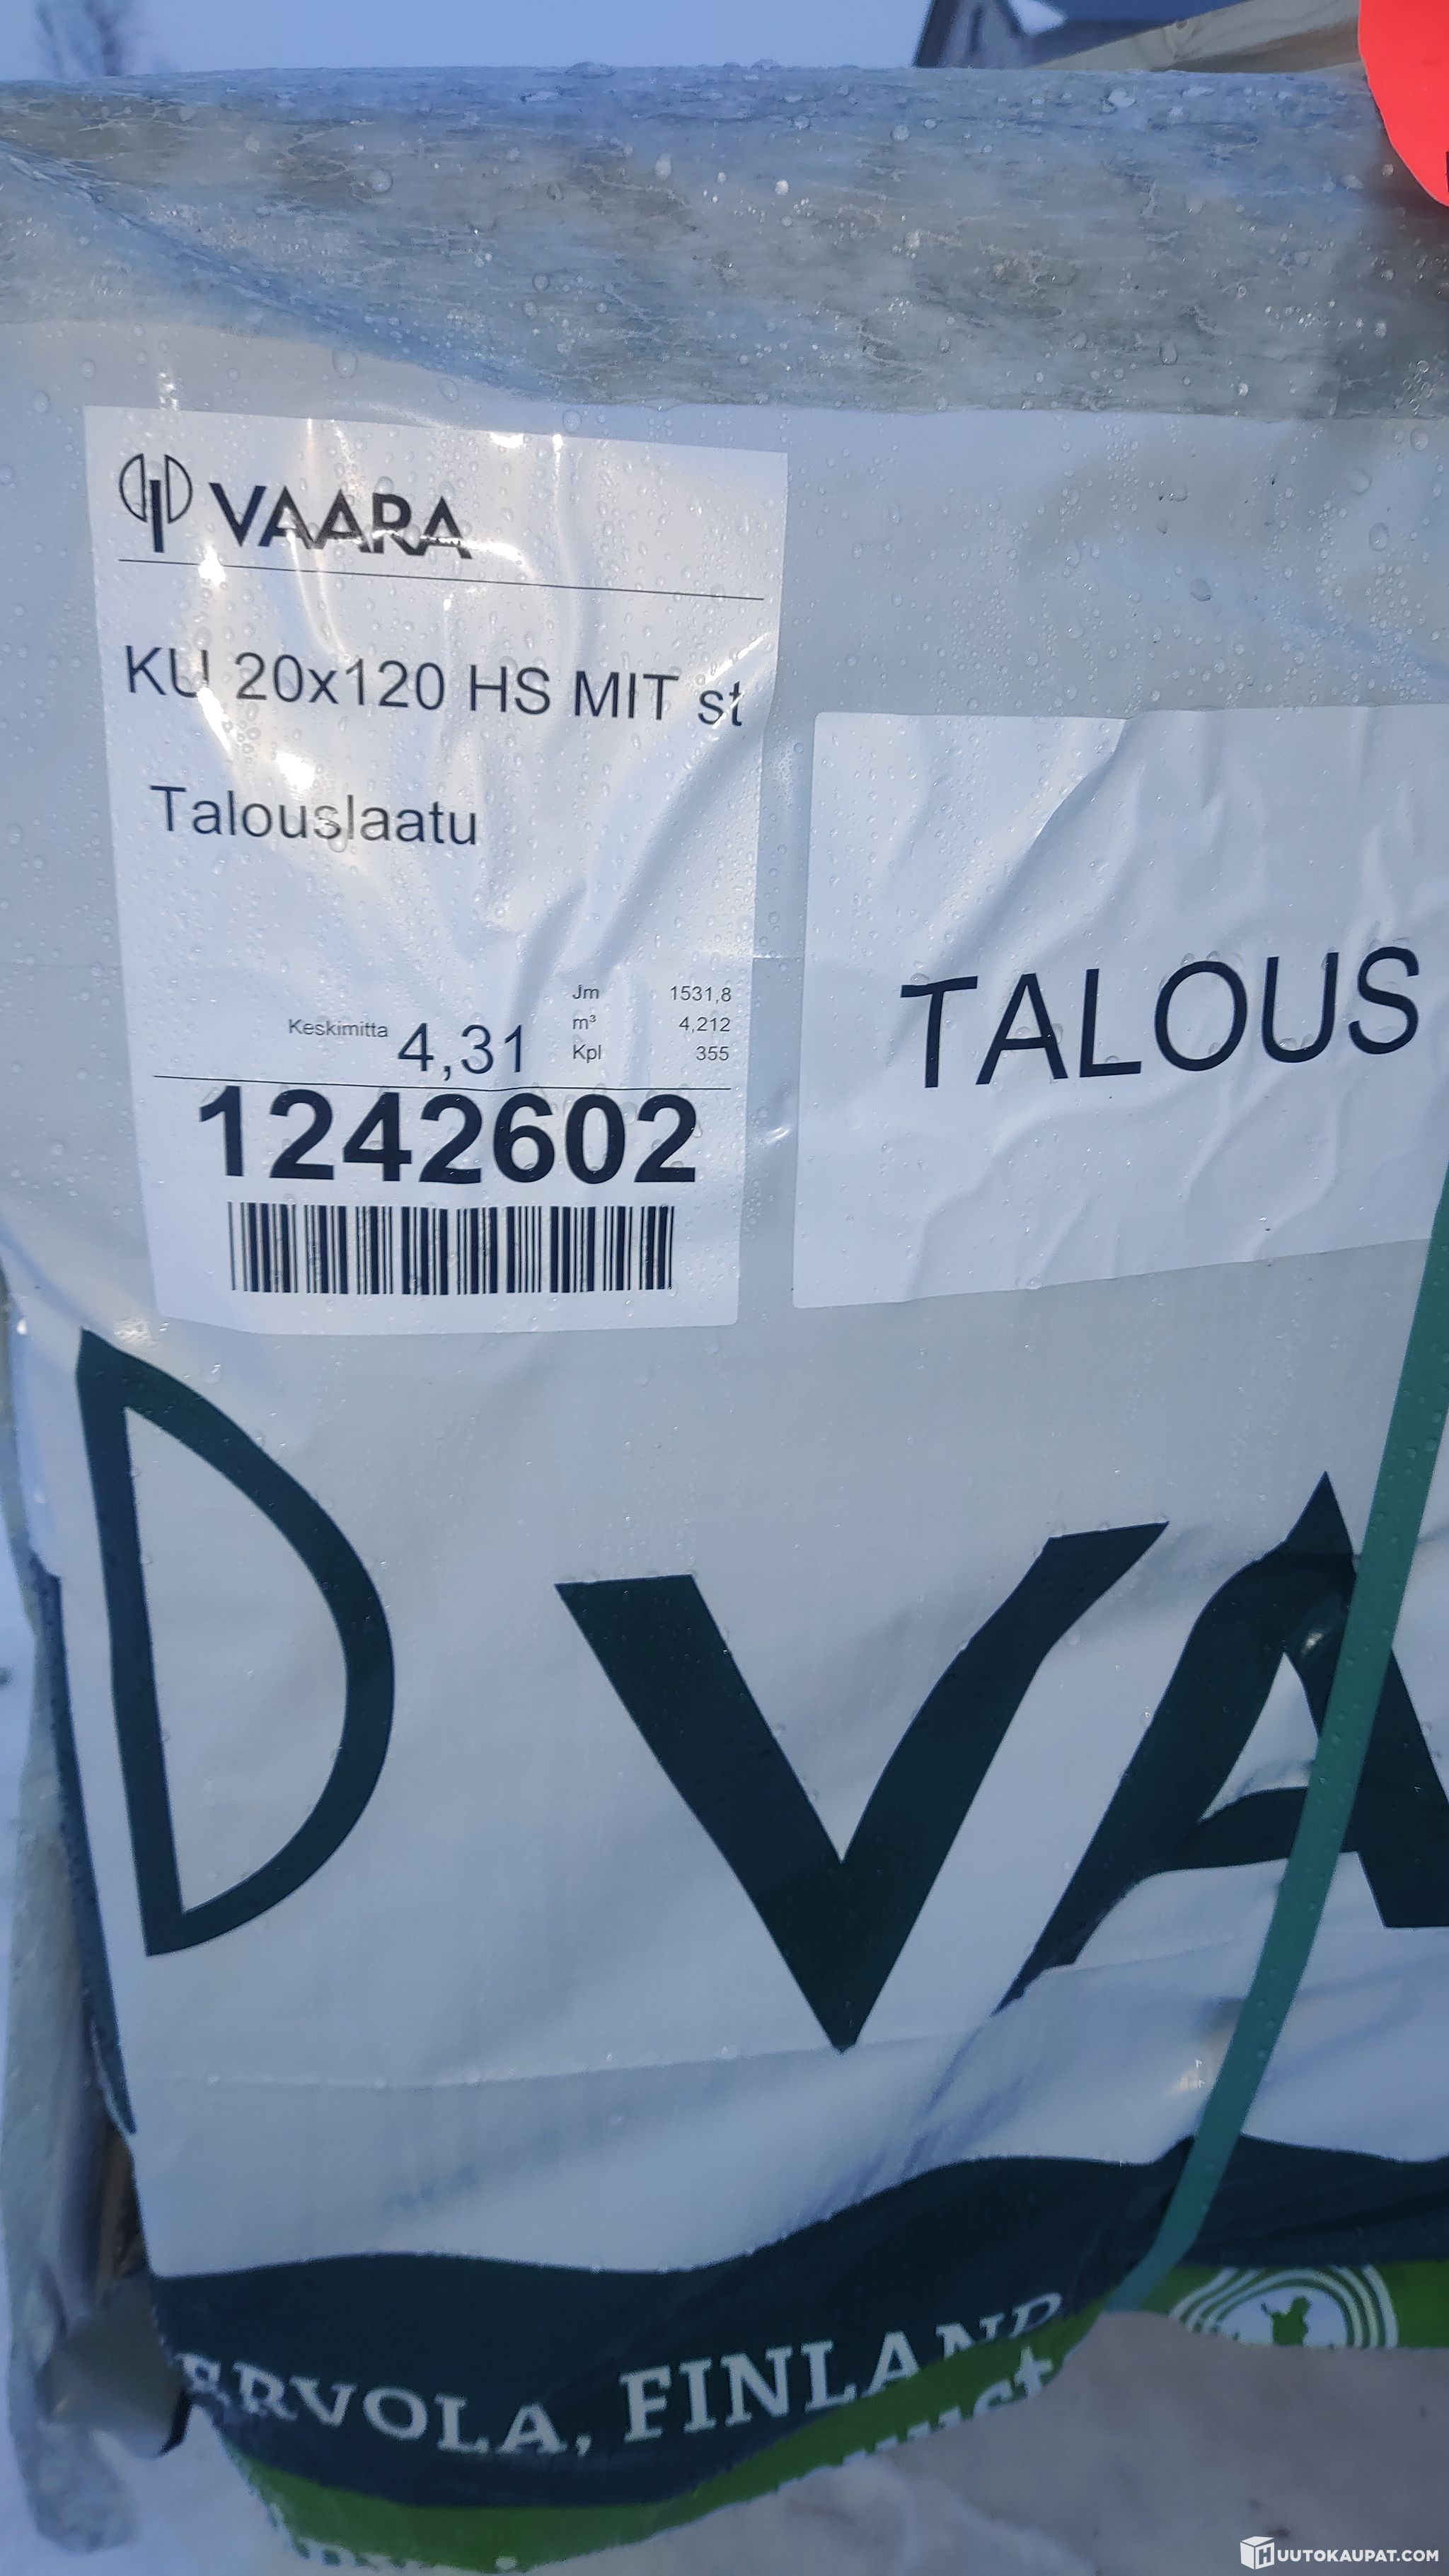 VAARA
KU 20x120 HS MIT st
Talouslaatu
Jm 1531,8
m³ 4,212
Keskimitta 4,31
Kpl 355
1242602
TALOUS
VA
ERVOLA, FINLAND
HUUTOKAUPAT.COM